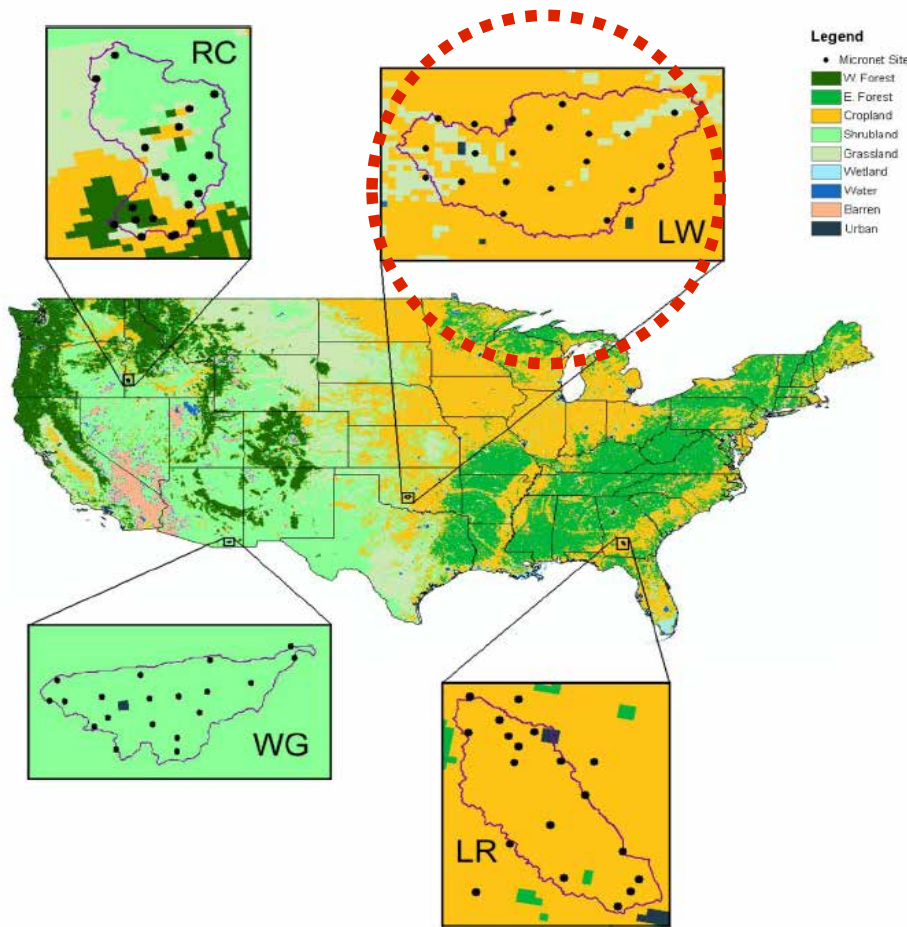 RC
LW
Legend
Micronet Site
W. Forest
E. Forest
Cropland
Shrubland
Grassland
Wetland
Water
Barren
Urban
WG
LR